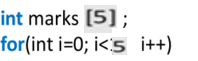 int marks [5] ;
for(int i=0; i<5 i++)